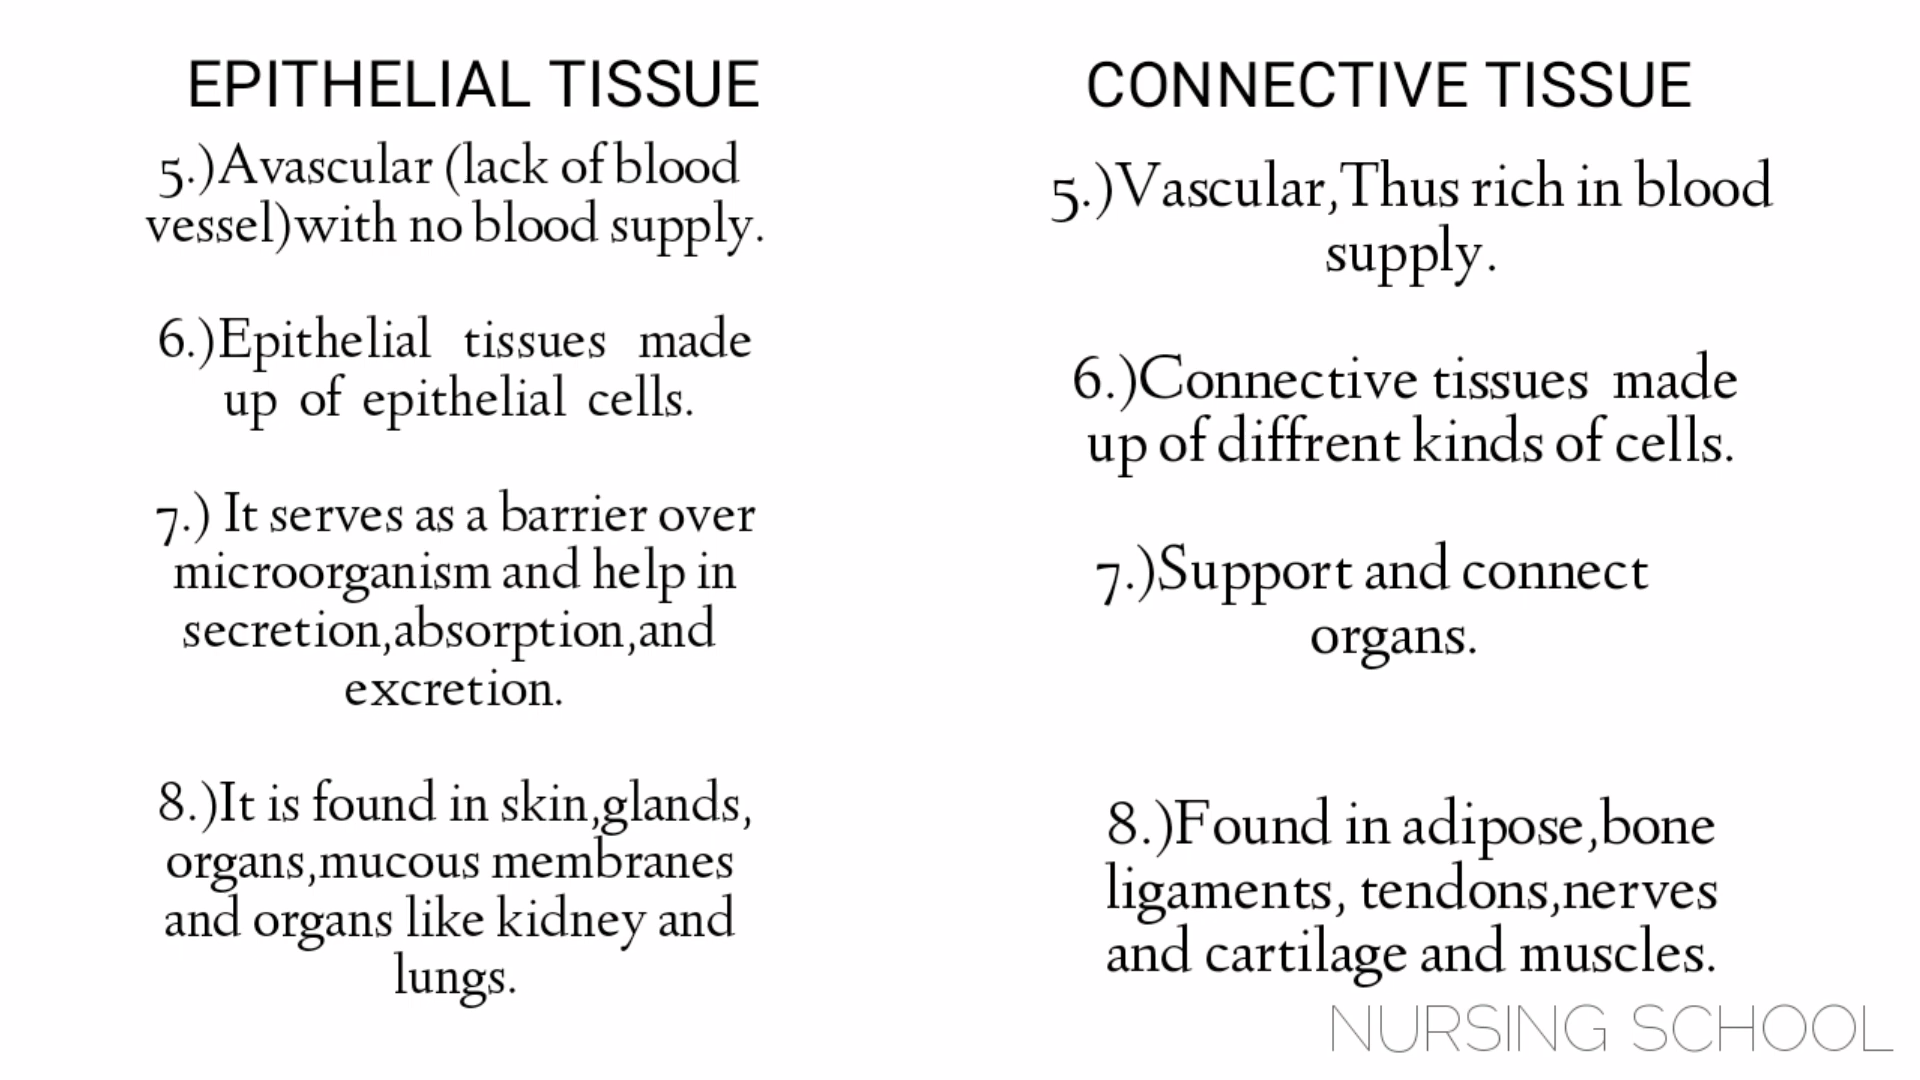 EPITHELIAL TISSUE
5.)Avascular (lack of blood
vessel)with no blood supply.
6.)Epithelial tissues made
up of epithelial cells.
7.) It serves as a barrier over
microorganism and help in
secretion,absorption,and
excretion.
8.)It is found in skin,glands,
organs,mucous membranes
and organs like kidney and
lungs.
CONNECTIVE TISSUE
5.)Vascular,Thus rich in blood
supply.
6.)Connective tissues made
up of diffrent kinds of cells.
7.)Support and connect
organs.
8.)Found in adipose,bone
ligaments, tendons,nerves
and cartilage and muscles.
NURSING SCHOOL